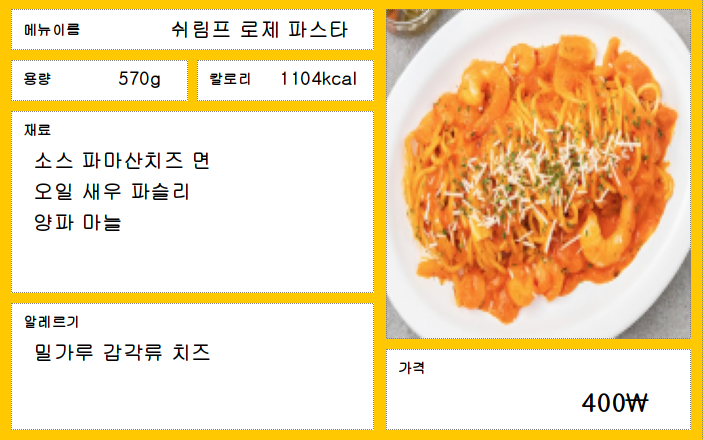 메뉴이름 쉬림프 로제 파스타
용량 570g 칼로리 1104kcal
재료
소스 파마산치즈 면
오일 새우 파슬리
양파 마늘
알레르기
밀가루 갑각류 치즈
가격
400₩